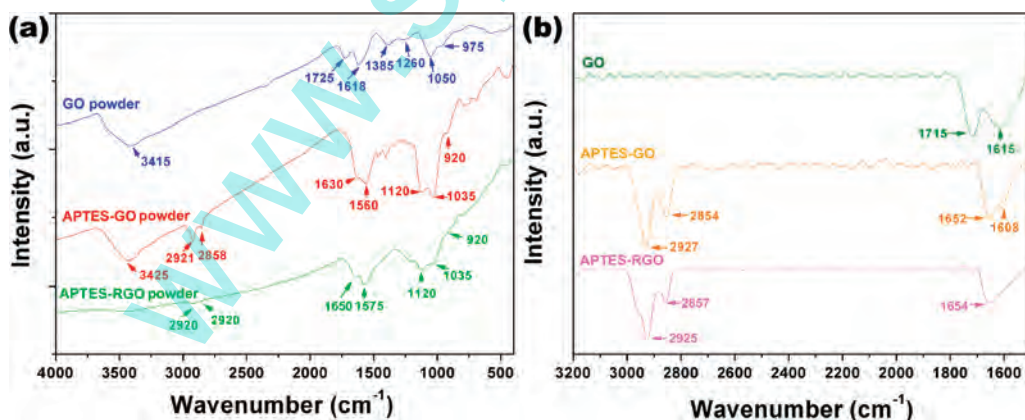 (a)
GO powder
3415
1725
1618
1385
1260
1050
975
APTES-GO powder
3425
2921
2858
1630
1560
1120
1035
920
APTES-RGO powder
2920
2920
1650
1575
1120
1035
920
Intensity (a.u.)
4000 3500 3000 2500 2000 1500 1000 500
Wavenumber (cm⁻¹)
(b)
GO
1715
1615
APTES-GO
2927
2854
1652
1608
APTES-RGO
2925
2857
1654
Intensity (a.u.)
3200 3000 2800 2600 2400 2200 2000 1800 1600
Wavenumber (cm⁻¹)
www.s